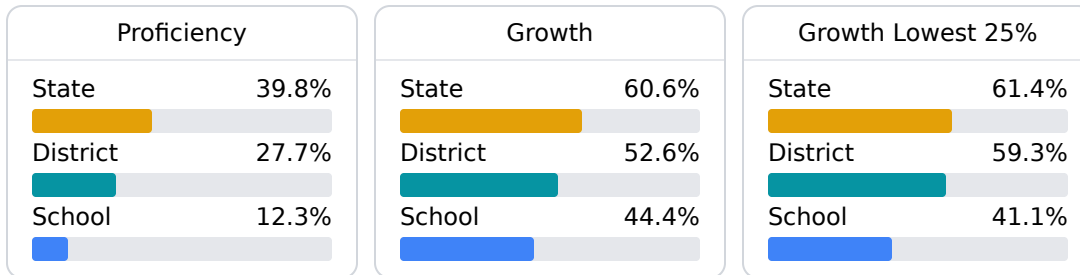 Proficiency
State 39.8%
District 27.7%
School 12.3%
Growth
State 60.6%
District 52.6%
School 44.4%
Growth Lowest 25%
State 61.4%
District 59.3%
School 41.1%